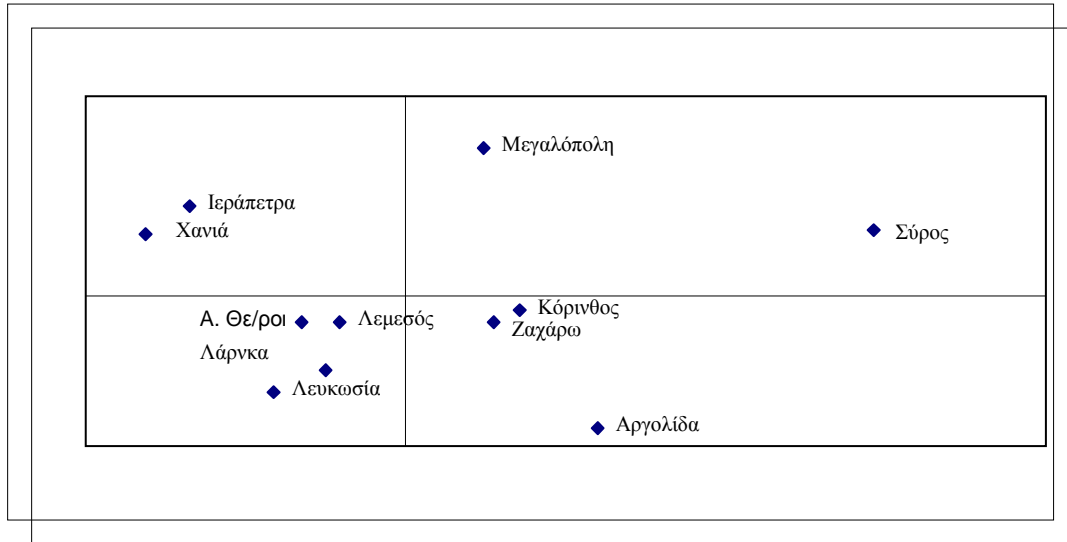 Μεγαλόπολη
Ιεράπετρα
Χανιά
Σύρος
Κόρινθος
Α. Θε/ροι
Λεμεσός
Ζαχάρω
Λάρνκα
Λευκωσία
Αργολίδα